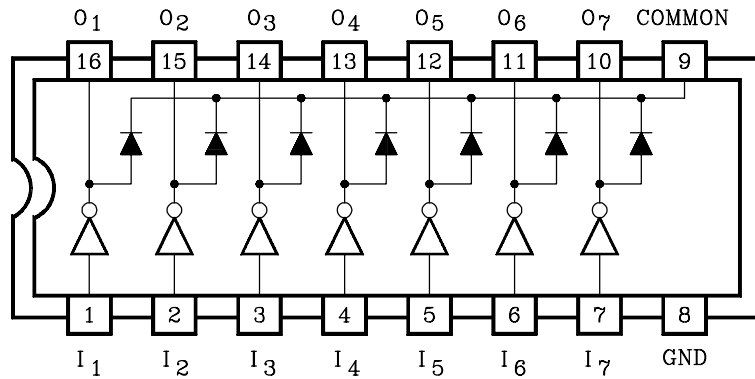 O1 O2 O3 O4 O5 O6 O7 COMMON
16 15 14 13 12 11 10 9
1 2 3 4 5 6 7 8
I1 I2 I3 I4 I5 I6 I7 GND